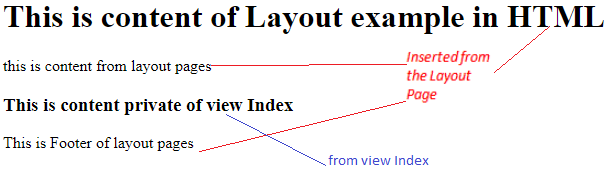 This is content of Layout example in HTML
this is content from layout pages
Inserted from
the Layout
Page
This is content private of view Index
This is Footer of layout pages
from view Index